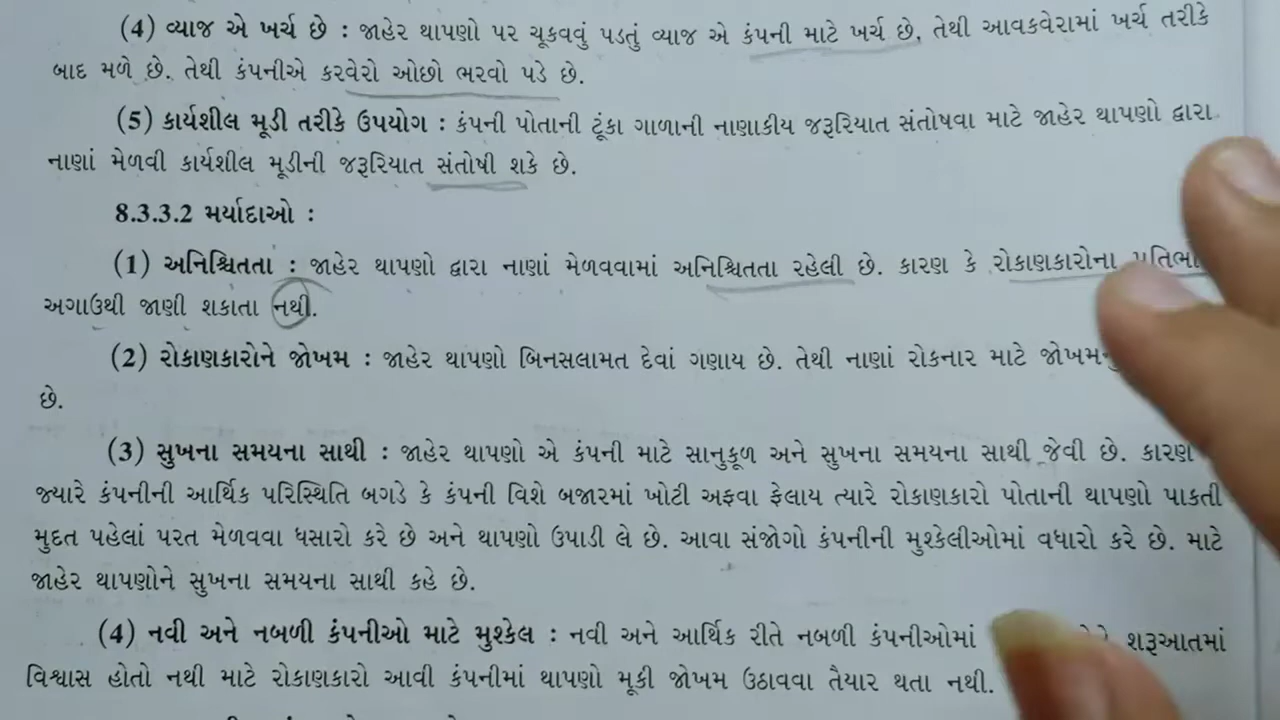 (4) વ્યાજ એ ખર્ચ છે : જાહેર થાપણો પર ચૂકવવું પડતું વ્યાજ એ કંપની માટે ખર્ચ છે, તેથી આવકવેરામાં ખર્ચ તરીકે
બાદ મળે છે. તેથી કંપનીએ કરવેરો ઓછો ભરવો પડે છે.
(5) કાર્યશીલ મૂડી તરીકે ઉપયોગ : કંપની પોતાની ટૂંકા ગાળાની નાણાકીય જરૂરિયાત સંતોષવા માટે જાહેર થાપણો દ્વારા
નાણાં મેળવી કાર્યશીલ મૂડીની જરૂરિયાત સંતોષી શકે છે.
8.3.3.2 મર્યાદાઓ :
(1) અનિશ્ચિતતા : જાહેર થાપણો દ્વારા નાણાં મેળવવામાં અનિશ્ચિતતા રહેલી છે. કારણ કે રોકાણકારોના
અગાઉથી જાણી શકાતા નથી.
(2) રોકાણકારોને જોખમ : જાહેર થાપણો બિનસલામત દેવાં ગણાય છે. તેથી નાણાં રોકનાર માટે
છે.
(3) સુખના સમયના સાથી : જાહેર થાપણો એ કંપની માટે સાનુકૂળ અને સુખના સમયના સાથી જેવી છે. કારણ
જ્યારે કંપનીની આર્થિક પરિસ્થિતિ બગડે કે કંપની વિશે બજારમાં ખોટી અફવા ફેલાય ત્યારે રોકાણકારો પોતાની થાપણો પાકતી
મુદત પહેલાં પરત મેળવવા ધસારો કરે છે અને થાપણો ઉપાડી લે છે. આવા સંજોગો કંપનીની મુશ્કેલીઓમાં વધારો કરે છે. માટે
જાહેર થાપણોને સુખના સમયના સાથી કહે છે.
(4) નવી અને નબળી કંપનીઓ માટે મુશ્કેલ : નવી અને આર્થિક રીતે નબળી કંપનીઓમાં શરૂઆતમાં
વિશ્વાસ હોતો નથી માટે રોકાણકારો આવી કંપનીમાં થાપણો મૂકી જોખમ ઉઠાવવા તૈયાર થતા નથી.